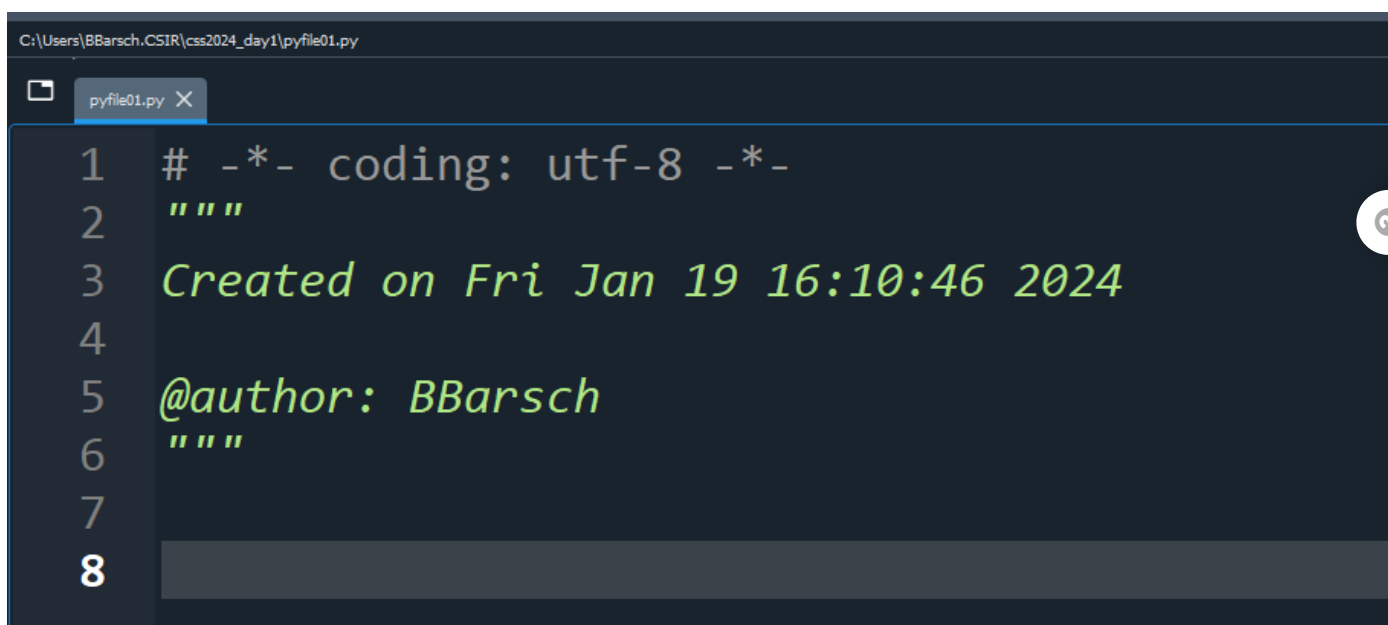 C:\Users\BBarsch.CSIR\css2024_day1\pyfile01.py
pyfile01.py
1 # -*- coding: utf-8 -*-
2 """
3 Created on Fri Jan 19 16:10:46 2024
4
5 @author: BBarsch
6 """
7
8